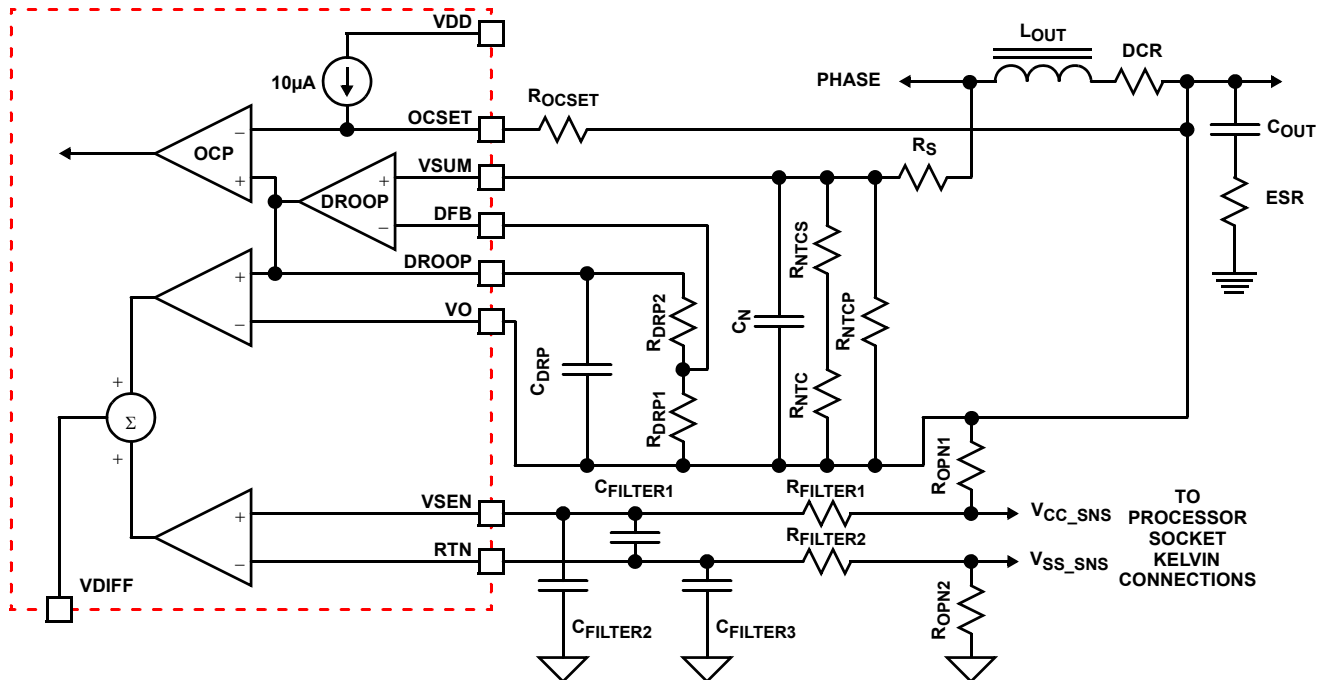 VDD
10µA
OCSET
ROCSET
LOUT
DCR
PHASE
COUT
ESR
RS
OCP
−
+
VSUM
DROOP
+
−
DFB
DROOP
VO
+
−
CDRP
RDRP2
RDRP1
CN
RNTCS
RNTC
RNTCP
+
Σ
+
ROPN1
CFILTER1
RFILTER1
VSEN
+
VCC_SNS
RFILTER2
RTN
−
VSS_SNS
TO
PROCESSOR
SOCKET
KELVIN
CONNECTIONS
VDIFF
CFILTER2
CFILTER3
ROPN2